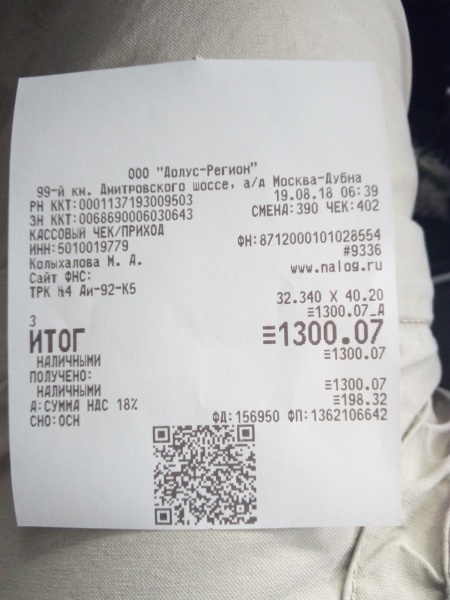 ООО "Долус-Регион"
99-й км. Дмитровского шоссе, а/д Москва-Дубна
РН ККТ:0001137193009503 19.08.18 06:39
ЗН ККТ:0068690006030643 СМЕНА:390 ЧЕК:402
КАССОВЫЙ ЧЕК/ПРИХОД
ИНН:5010019779 ФН:8712000101028554
Колыхалова М. А. #9336
Сайт ФНС: www.nalog.ru
ТРК №4 Аи-92-К5
32.340 X 40.20
3 ≡1300.07_А
ИТОГ ≡1300.07
НАЛИЧНЫМИ ≡1300.07
ПОЛУЧЕНО:
НАЛИЧНЫМИ ≡1300.07
А:СУММА НДС 18% ≡198.32
СНО:ОСН ФД:156950 ФП:1362106642